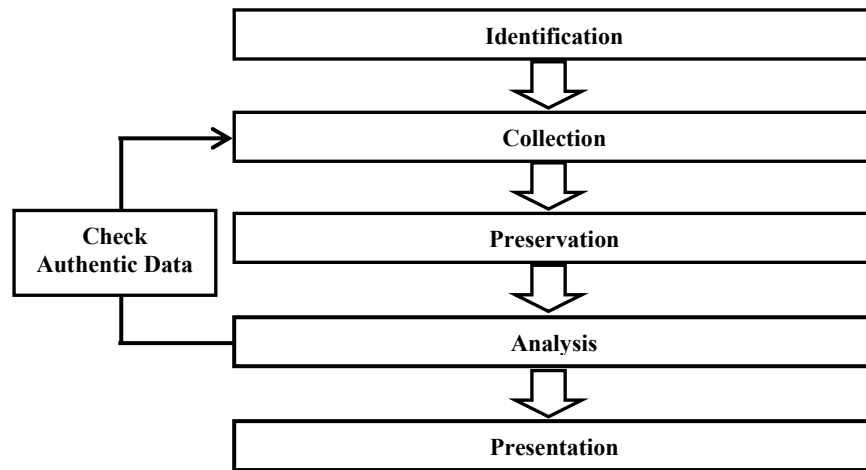 Identification
Collection
Check
Authentic Data
Preservation
Analysis
Presentation